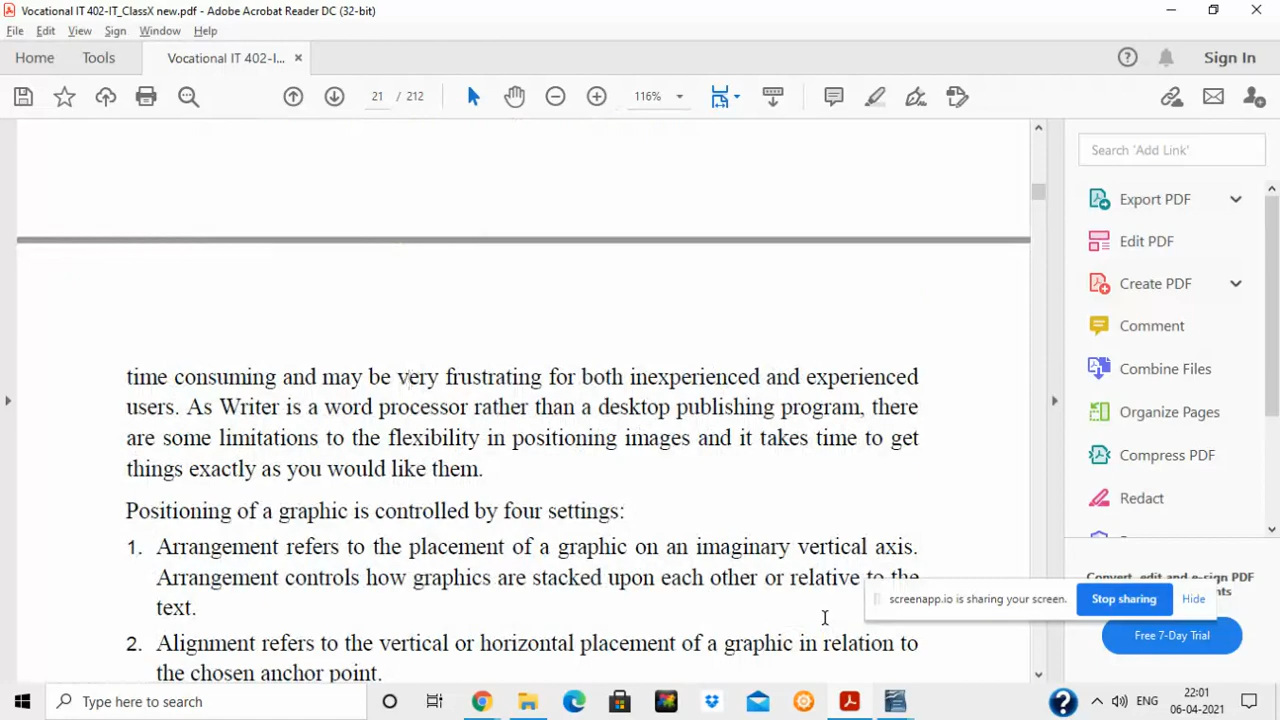 Vocational IT 402-IT_ClassX new.pdf - Adobe Acrobat Reader DC (32-bit)
File Edit View Sign Window Help
Home Tools Vocational IT 402-I... × Sign In
21 / 212 116%
Search 'Add Link'
Export PDF
Edit PDF
Create PDF
Comment
Combine Files
Organize Pages
Compress PDF
Redact
time consuming and may be very frustrating for both inexperienced and experienced
users. As Writer is a word processor rather than a desktop publishing program, there
are some limitations to the flexibility in positioning images and it takes time to get
things exactly as you would like them.
Positioning of a graphic is controlled by four settings:
1. Arrangement refers to the placement of a graphic on an imaginary vertical axis.
Arrangement controls how graphics are stacked upon each other or relative to the
text.
2. Alignment refers to the vertical or horizontal placement of a graphic in relation to
the chosen anchor point.
Convert, edit and e-sign PDF
screenapp.io is sharing your screen. Stop sharing Hide
Free 7-Day Trial
Type here to search
ENG
22:01
06-04-2021